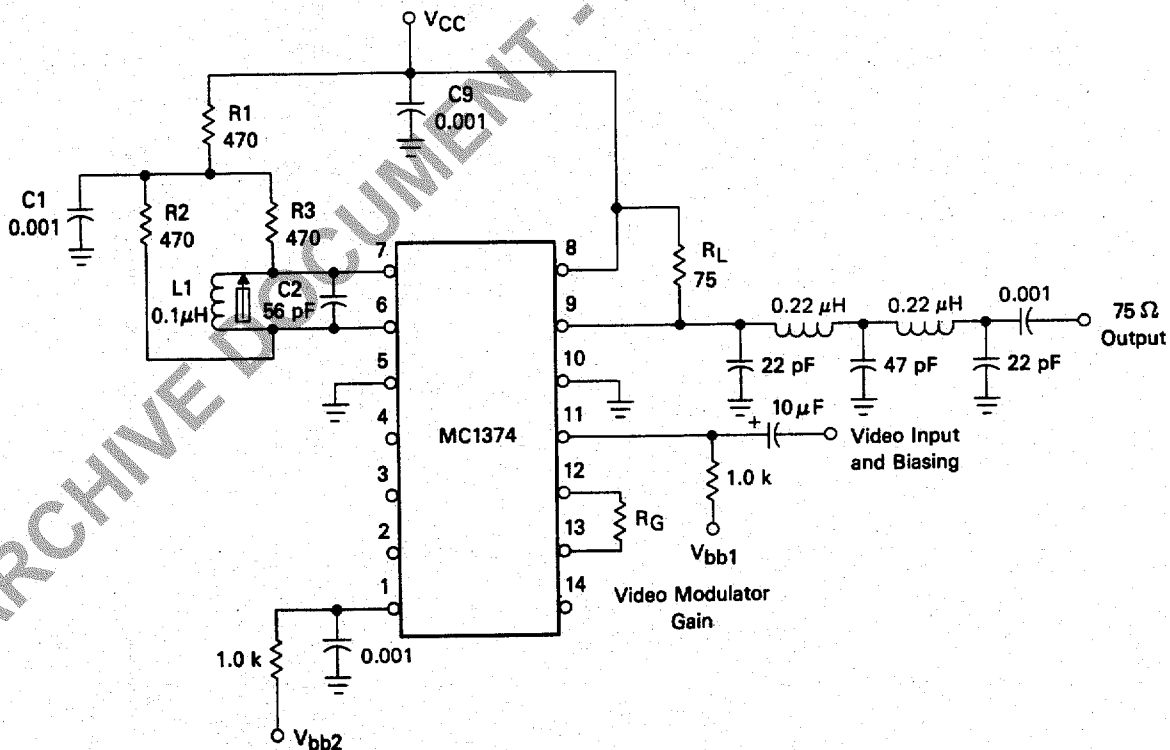 VCC
C9
0.001
R1
470
C1
0.001
R2
470
R3
470
L1
0.1μH
C2
56 pF
RL
75
7
6
5
4
3
2
1
MC1374
8
9
10
11
12
13
14
0.22 μH
0.22 μH
0.001
75 Ω
Output
22 pF
47 pF
22 pF
10 μF
+
Video Input
and Biasing
1.0 k
Vbb1
RG
Video Modulator
Gain
1.0 k
0.001
Vbb2
ARCHIVE DOCUMENT -